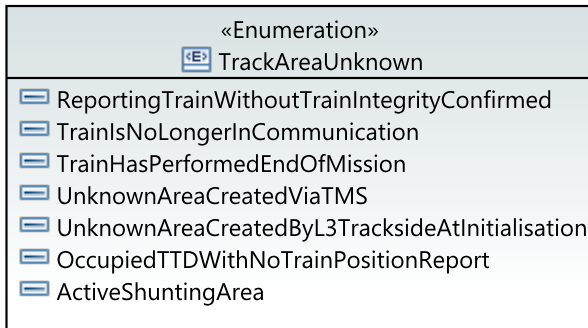 «Enumeration»
<E> TrackAreaUnknown
ReportingTrainWithoutTrainIntegrityConfirmed
TrainIsNoLongerInCommunication
TrainHasPerformedEndOfMission
UnknownAreaCreatedViaTMS
UnknownAreaCreatedByL3TracksideAtInitialisation
OccupiedTTDWithNoTrainPositionReport
ActiveShuntingArea